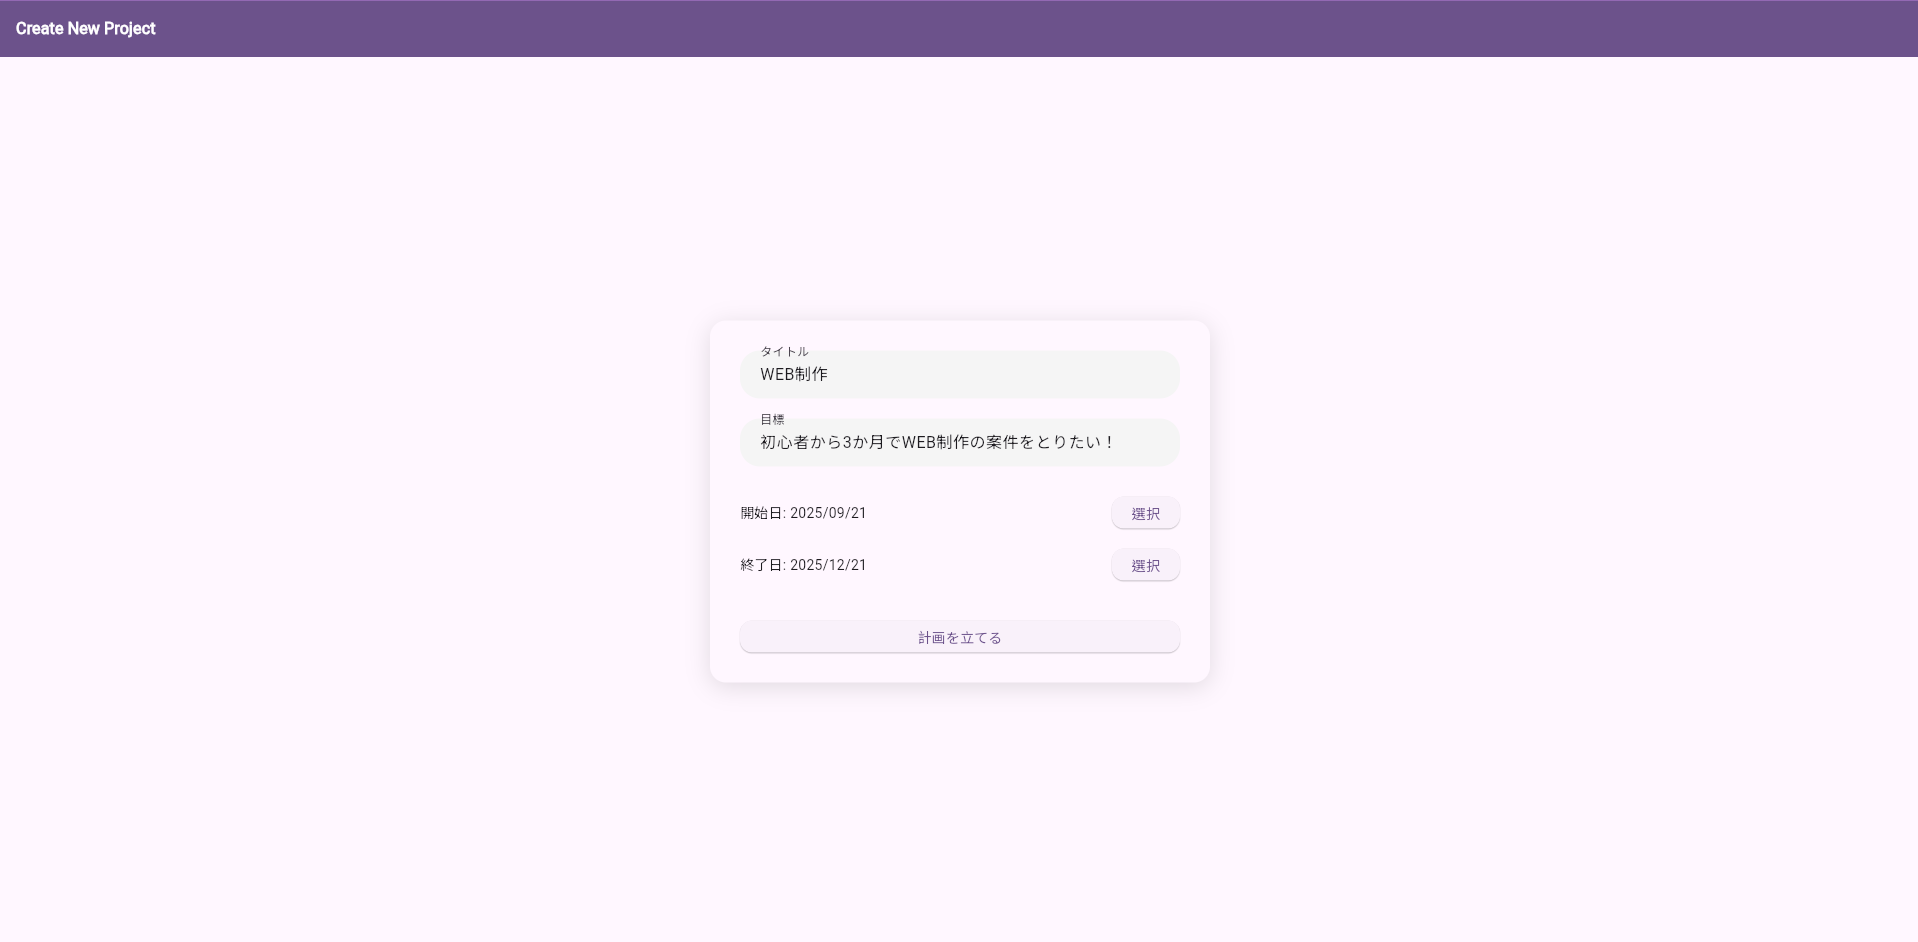 Create New Project
タイトル
WEB制作
目標
初心者から3か月でWEB制作の案件をとりたい！
開始日: 2025/09/21
選択
終了日: 2025/12/21
選択
計画を立てる